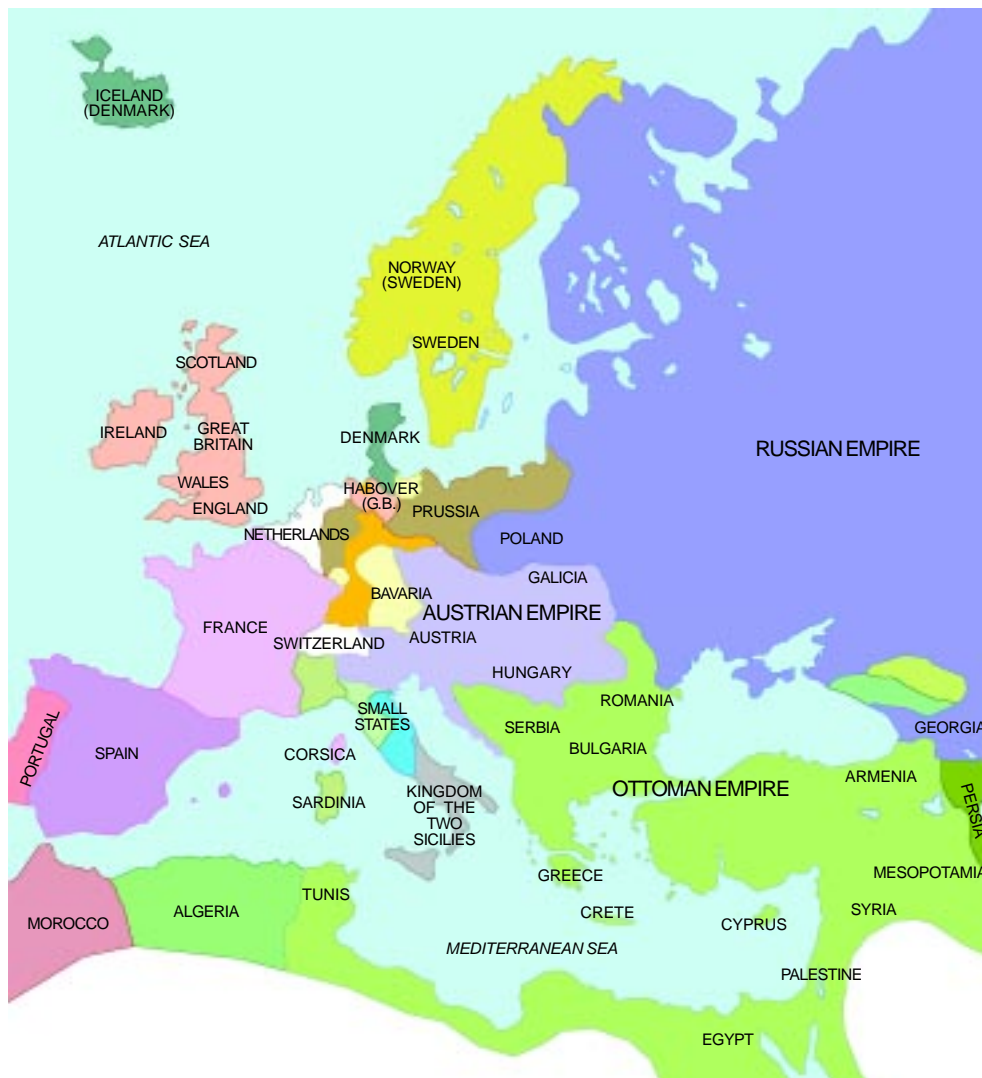 ICELAND
(DENMARK)
ATLANTIC SEA
NORWAY
(SWEDEN)
SWEDEN
SCOTLAND
IRELAND
GREAT
BRITAIN
DENMARK
RUSSIAN EMPIRE
WALES
ENGLAND
HABOVER
(G.B.)
PRUSSIA
NETHERLANDS
POLAND
GALICIA
BAVARIA
AUSTRIAN EMPIRE
FRANCE
SWITZERLAND
AUSTRIA
HUNGARY
ROMANIA
SMALL
STATES
PORTUGAL
SPAIN
CORSICA
SERBIA
BULGARIA
GEORGIA
SARDINIA
KINGDOM
OF THE
TWO
SICILIES
OTTOMAN EMPIRE
ARMENIA
PERSIA
GREECE
MESOPOTAMIA
TUNIS
ALGERIA
MOROCCO
CRETE
CYPRUS
SYRIA
MEDITERRANEAN SEA
PALESTINE
EGYPT